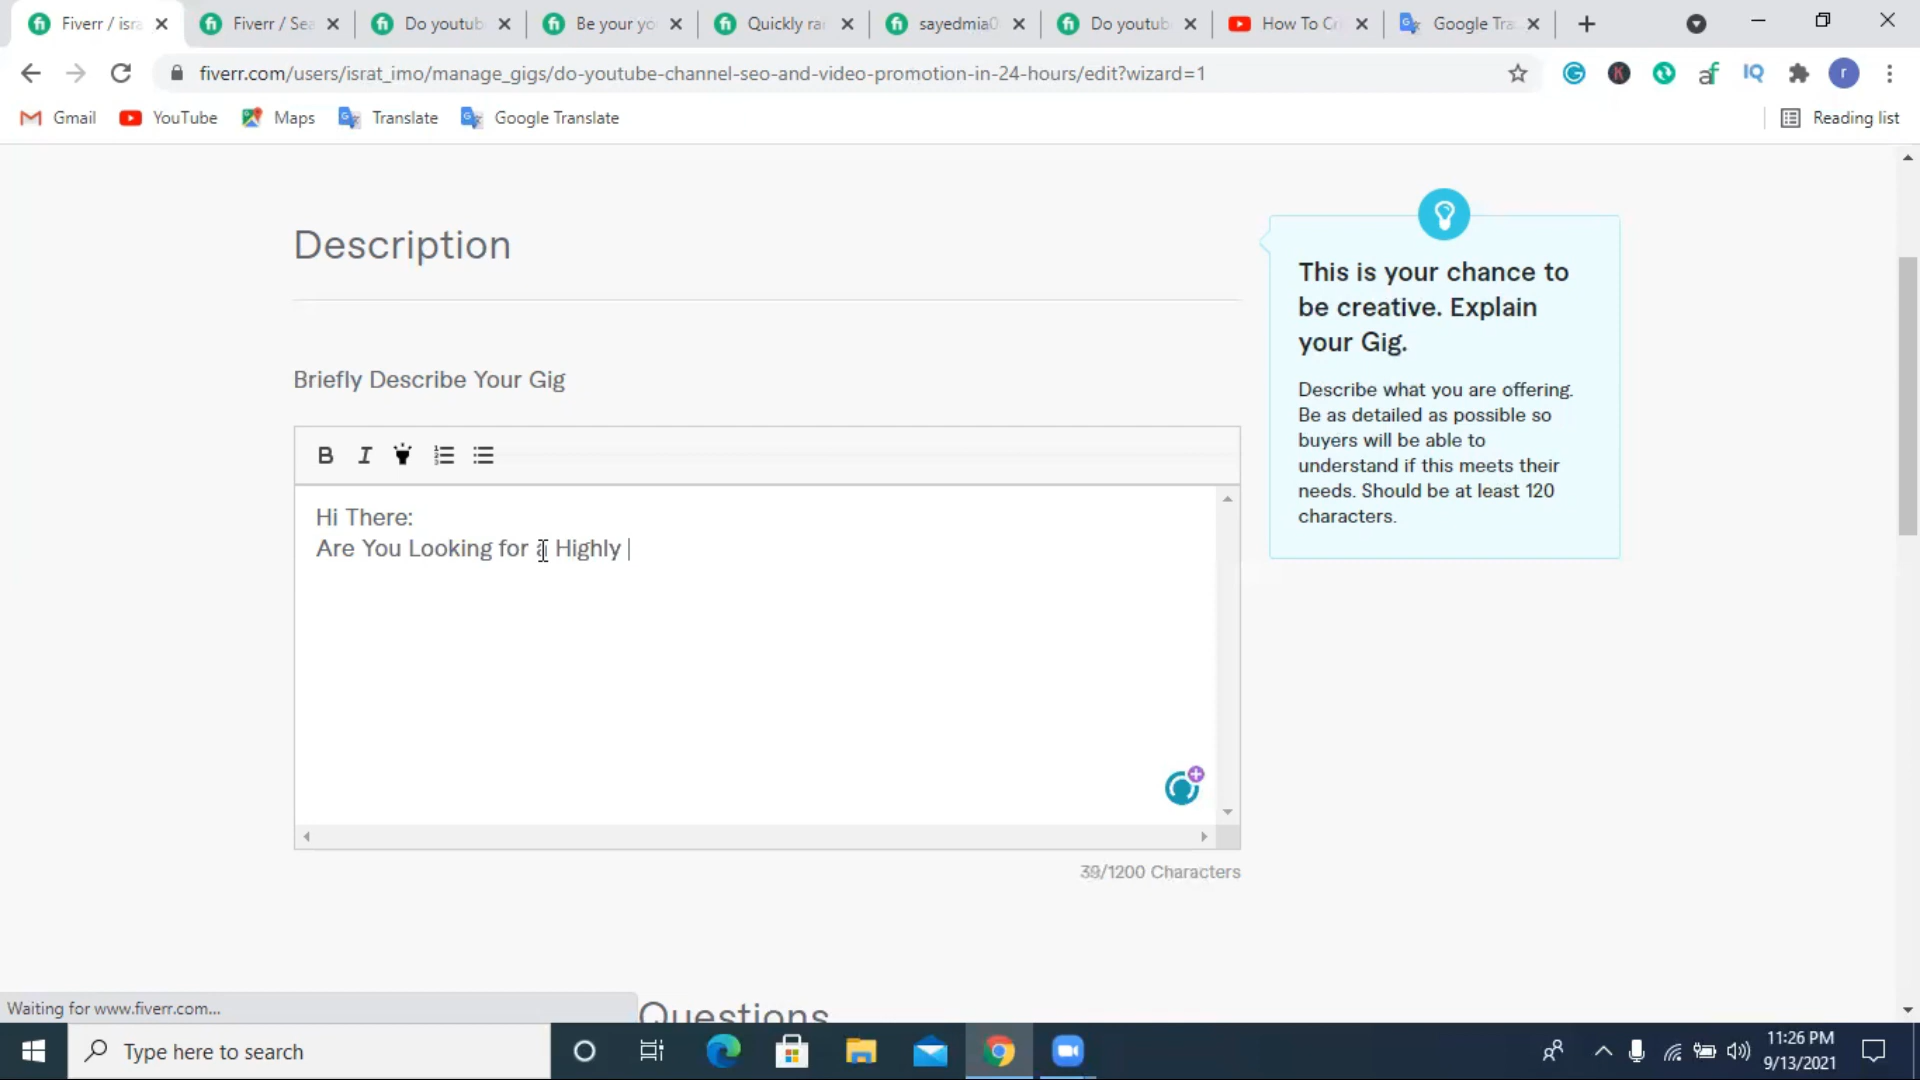 Fiverr / isra
Fiverr / Sea
Do youtub
Be your yo
Quickly ra
sayedmia0
Do youtub
How To Cr
Google Tra
fiverr.com/users/israt_imo/manage_gigs/do-youtube-channel-seo-and-video-promotion-in-24-hours/edit?wizard=1
Gmail
YouTube
Maps
Translate
Google Translate
Reading list
Description
This is your chance to
be creative. Explain
your Gig.
Describe what you are offering.
Be as detailed as possible so
buyers will be able to
understand if this meets their
needs. Should be at least 120
characters.
Briefly Describe Your Gig
B I
Hi There:
Are You Looking for a Highly
39/1200 Characters
Questions
Waiting for www.fiverr.com...
Type here to search
11:26 PM
9/13/2021